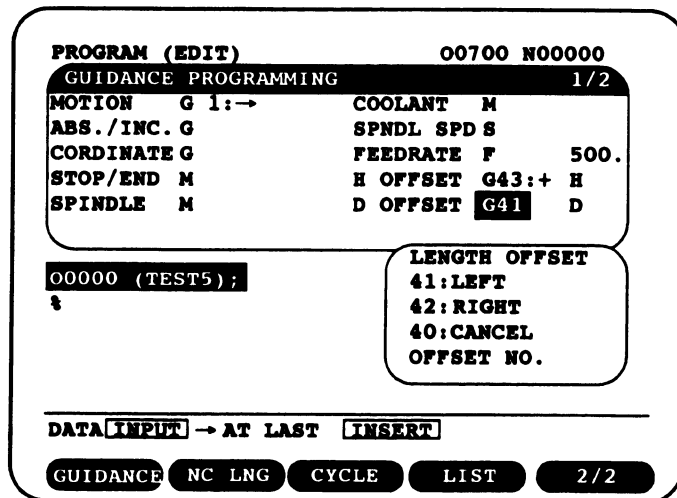 PROGRAM (EDIT) O0700 N00000
GUIDANCE PROGRAMMING 1/2
MOTION G 1:→ COOLANT M
ABS./INC. G SPNDL SPD S
CORDINATE G FEEDRATE F 500.
STOP/END M H OFFSET G43:+ H
SPINDLE M D OFFSET G41 D
LENGTH OFFSET
O0000 (TEST5); 41:LEFT
% 42:RIGHT
40:CANCEL
OFFSET NO.
DATA INPUT → AT LAST INSERT
GUIDANCE NC LNG CYCLE LIST 2/2